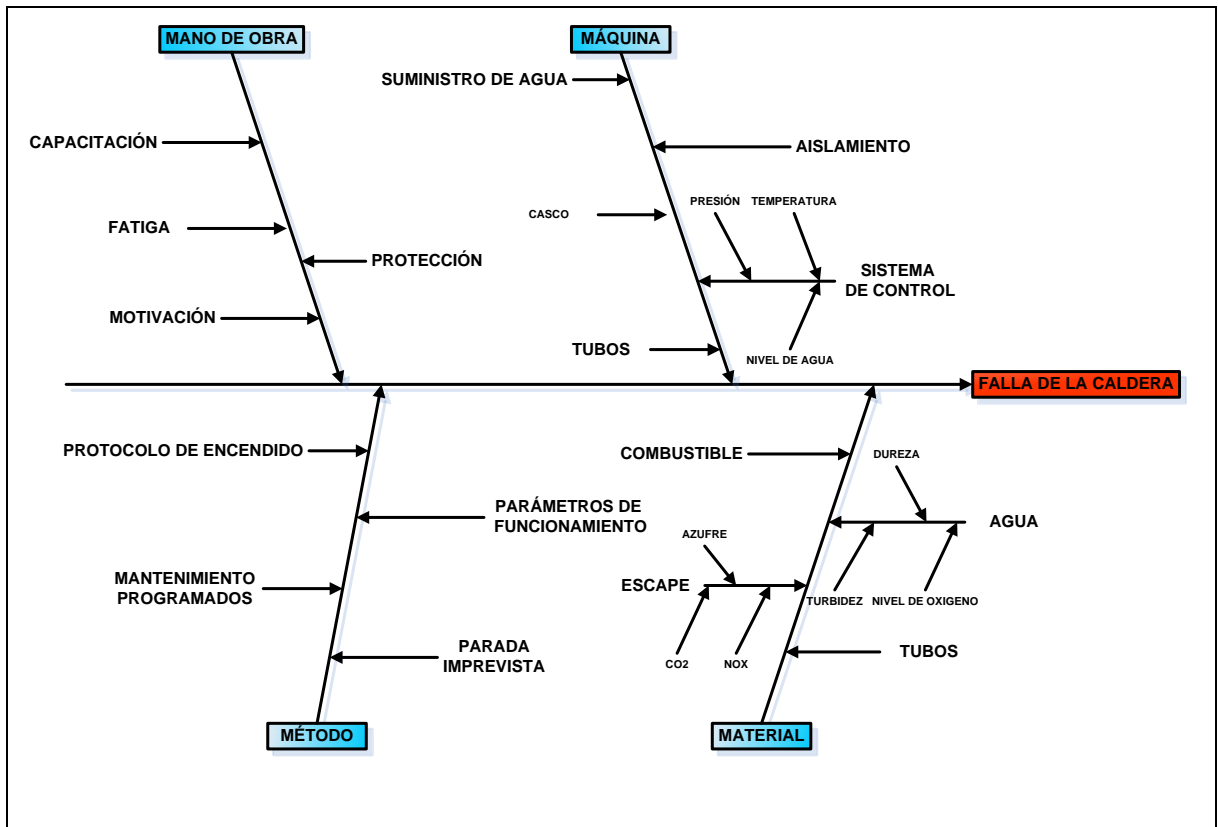 MANO DE OBRA
MÁQUINA
SUMINISTRO DE AGUA
CAPACITACIÓN
AISLAMIENTO
CASCO
PRESIÓN
TEMPERATURA
FATIGA
PROTECCIÓN
SISTEMA
DE CONTROL
MOTIVACIÓN
TUBOS
NIVEL DE AGUA
FALLA DE LA CALDERA
PROTOCOLO DE ENCENDIDO
COMBUSTIBLE
DUREZA
PARÁMETROS DE
FUNCIONAMIENTO
AGUA
AZUFRE
MANTENIMIENTO
PROGRAMADOS
ESCAPE
TURBIDEZ
NIVEL DE OXIGENO
PARADA
IMPREVISTA
CO2
NOX
TUBOS
MÉTODO
MATERIAL